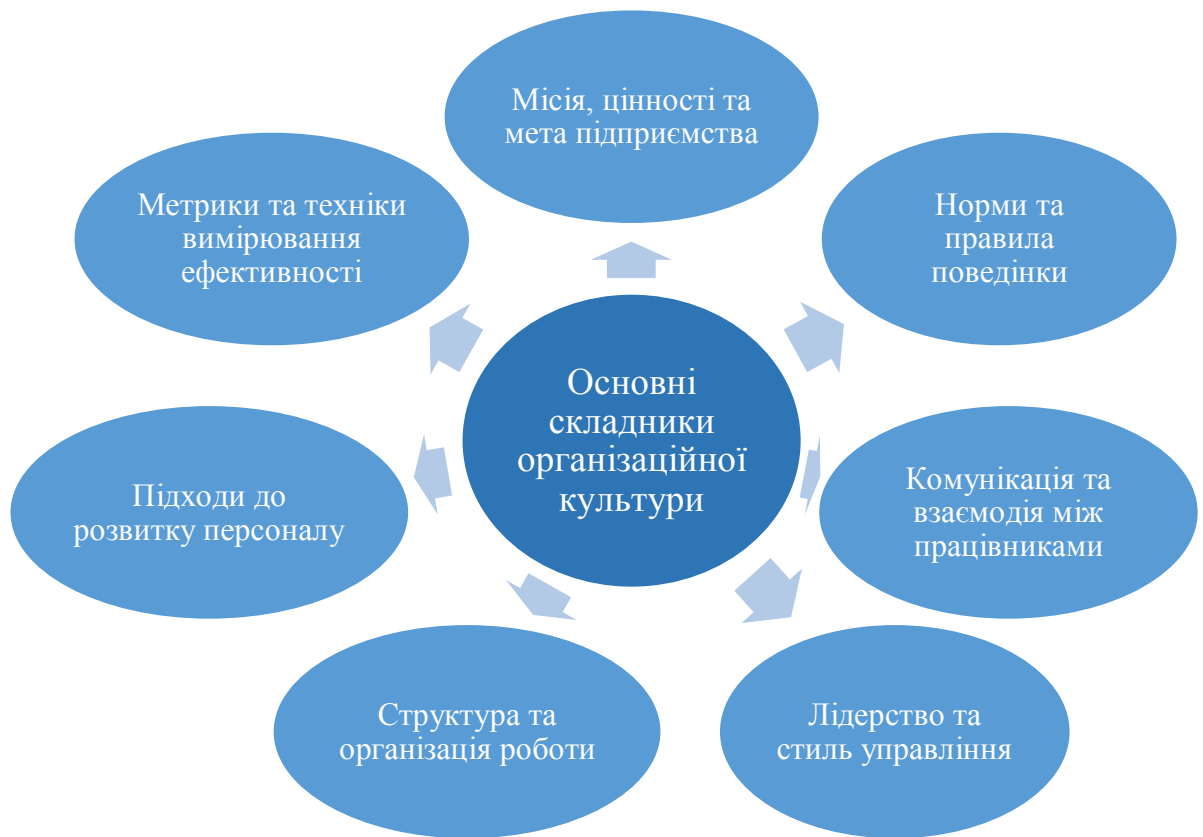 Місія, цінності та
мета підприємства
Норми та
правила
поведінки
Комунікація та
взаємодія між
працівниками
Лідерство та
стиль управління
Структура та
організація роботи
Підходи до
розвитку персоналу
Метрики та техніки
вимірювання
ефективності
Основні
складники
організаційної
культури